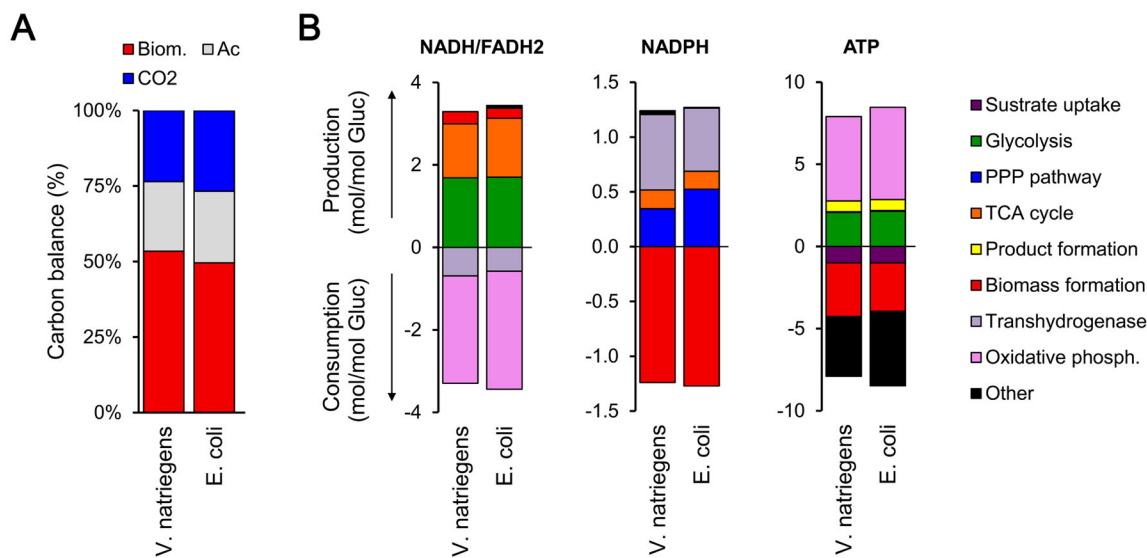 A
Biom.
Ac
CO2
Carbon balance (%)
100%
75%
50%
25%
0%
V. natriegens
E. coli
B
NADH/FADH2
Production
(mol/mol Gluc)
Consumption
(mol/mol Gluc)
4
2
0
-2
-4
V. natriegens
E. coli
NADPH
1.5
1.0
0.5
0.0
-0.5
-1.0
-1.5
V. natriegens
E. coli
ATP
10
5
0
-5
-10
V. natriegens
E. coli
Sustrate uptake
Glycolysis
PPP pathway
TCA cycle
Product formation
Biomass formation
Transhydrogenase
Oxidative phosph.
Other